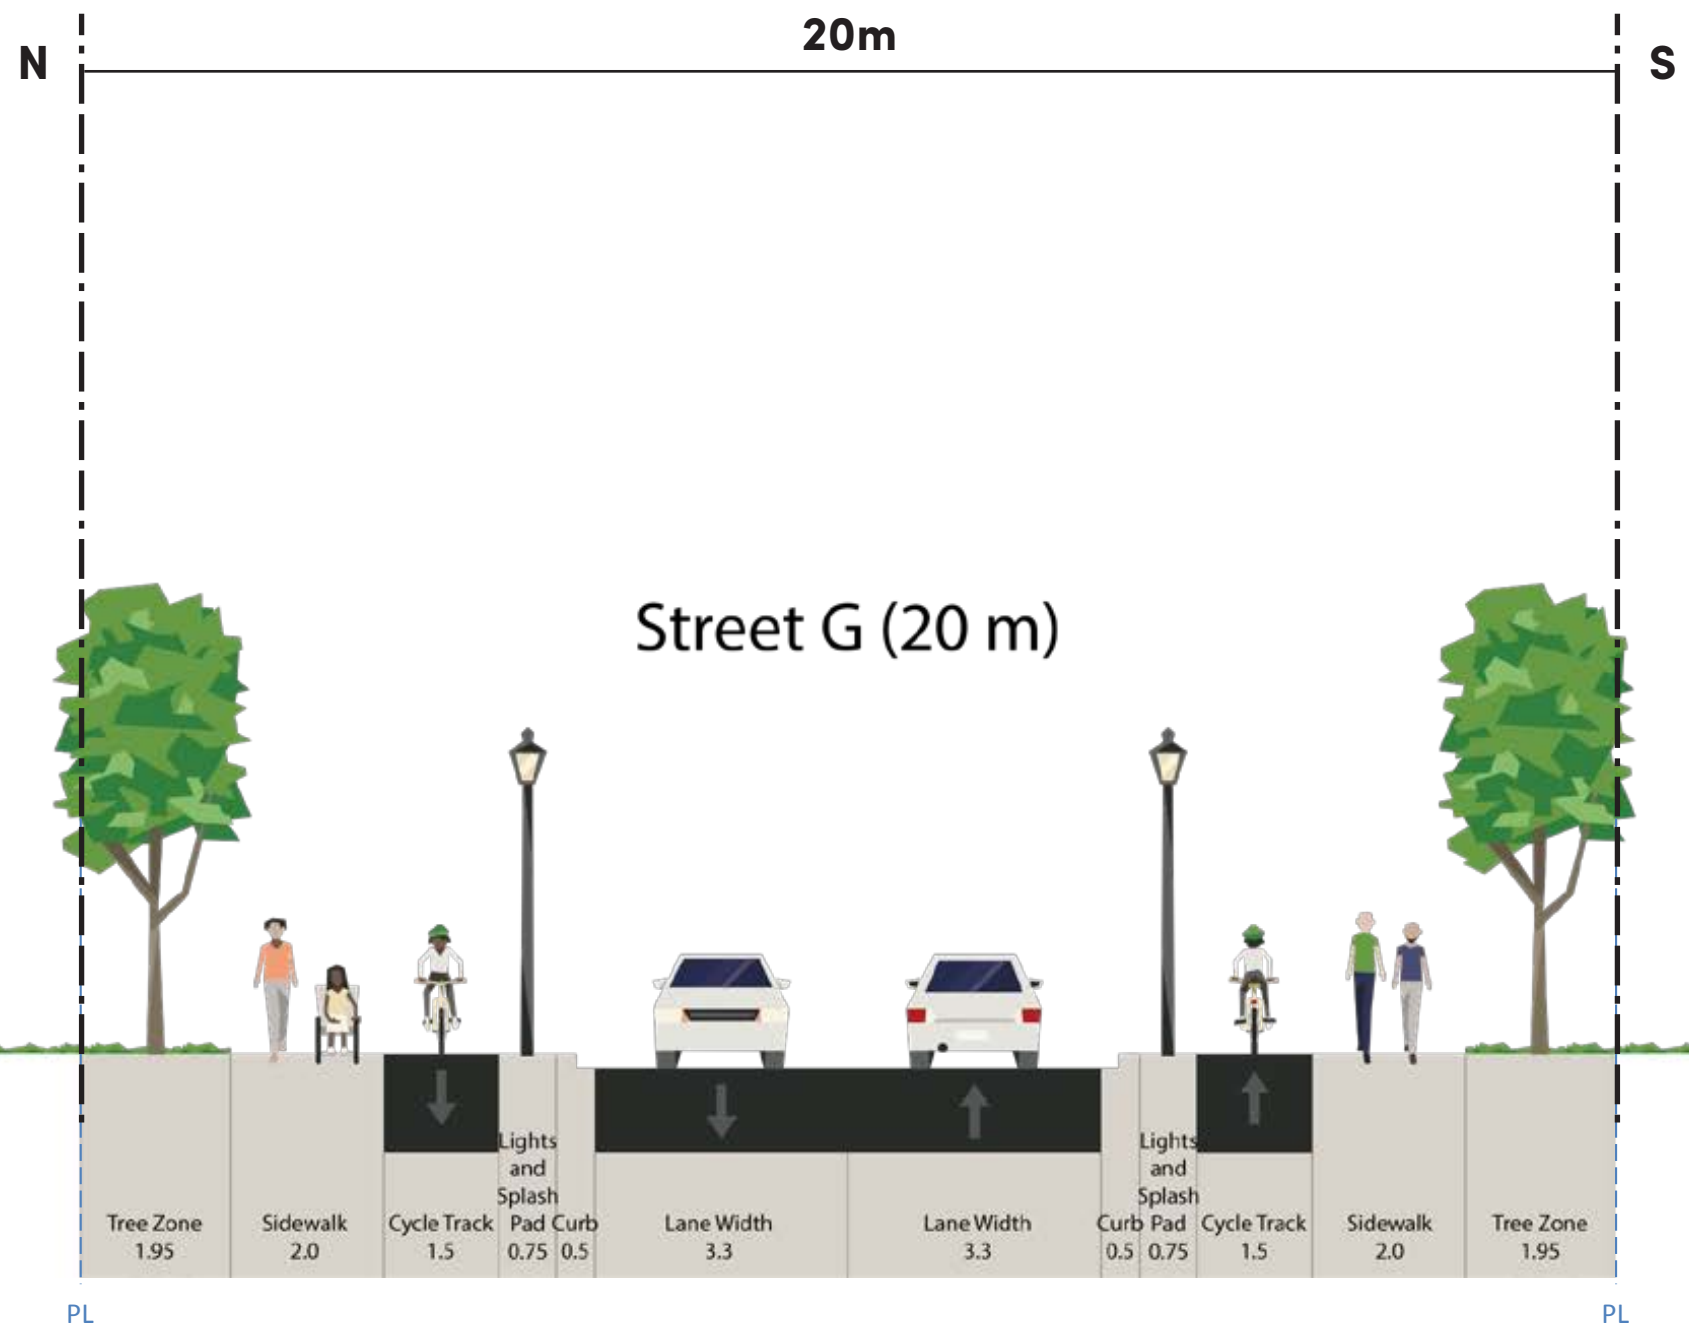 20m
N
S
Street G (20 m)
Tree Zone
1.95
Sidewalk
2.0
Cycle Track
1.5
Lights
and
Splash
Pad
0.75
Curb
0.5
Lane Width
3.3
Lane Width
3.3
Curb
0.5
Lights
and
Splash
Pad
0.75
Cycle Track
1.5
Sidewalk
2.0
Tree Zone
1.95
PL
PL